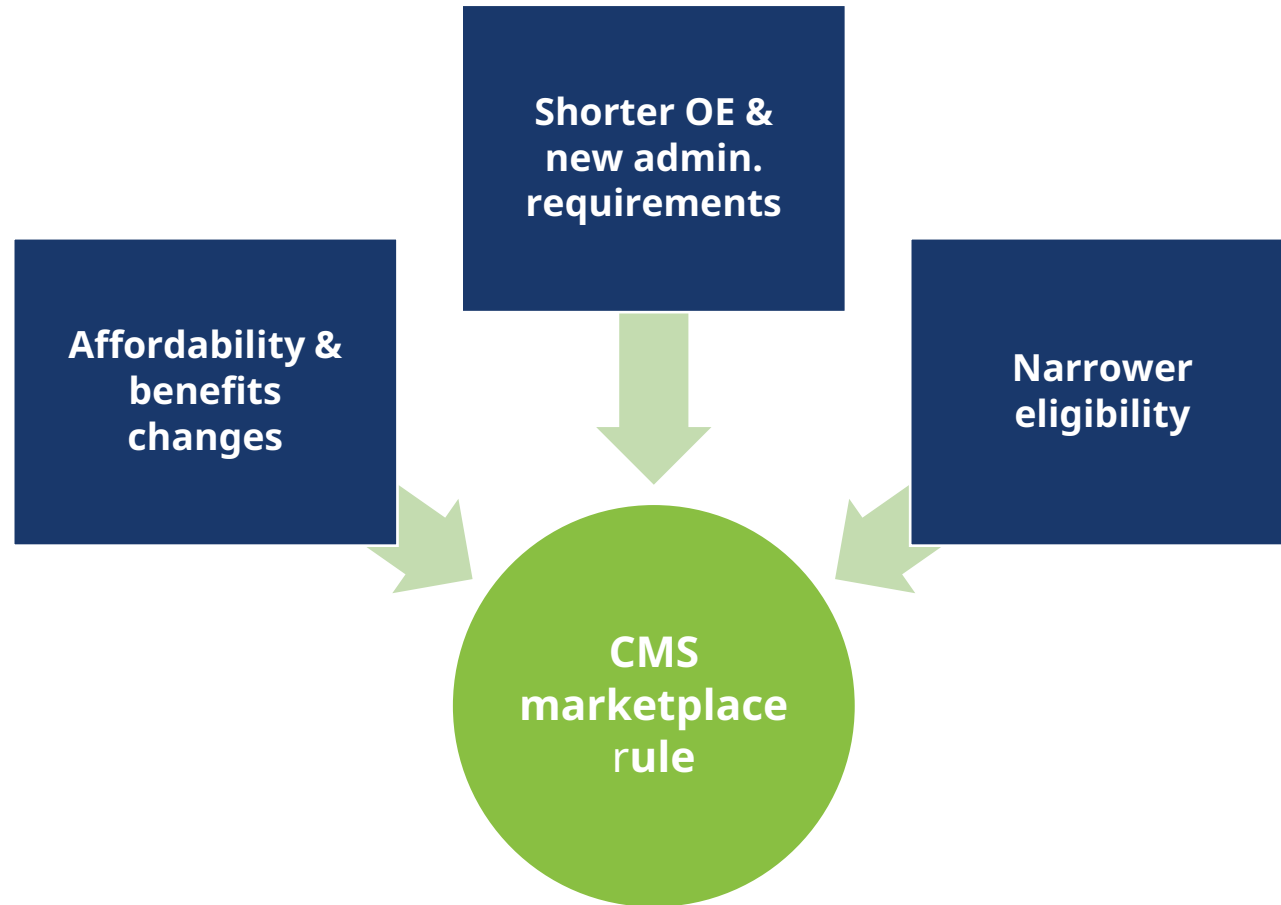 Shorter OE &
new admin.
requirements
Affordability &
benefits
changes
Narrower
eligibility
CMS
marketplace
rule